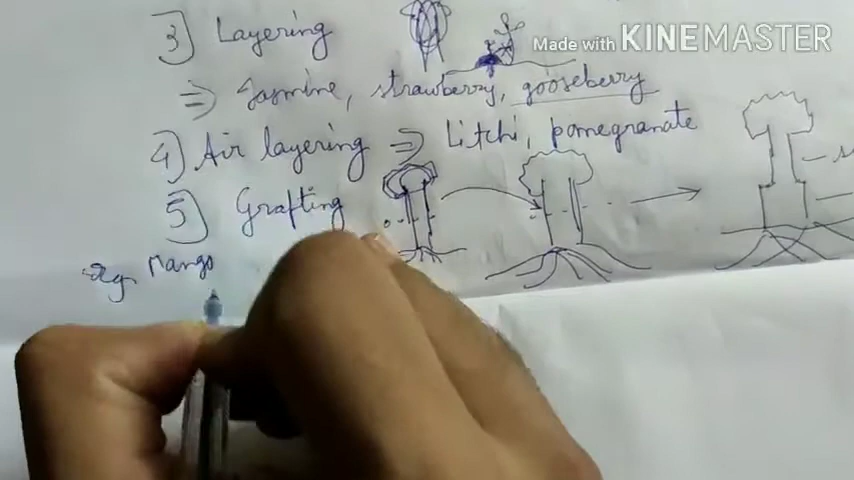 3] Layering
Made with KINEMASTER
=> Jasmine, strawberry, gooseberry
4] Air layering => Litchi, pomegranate
5] Grafting
eg Mango